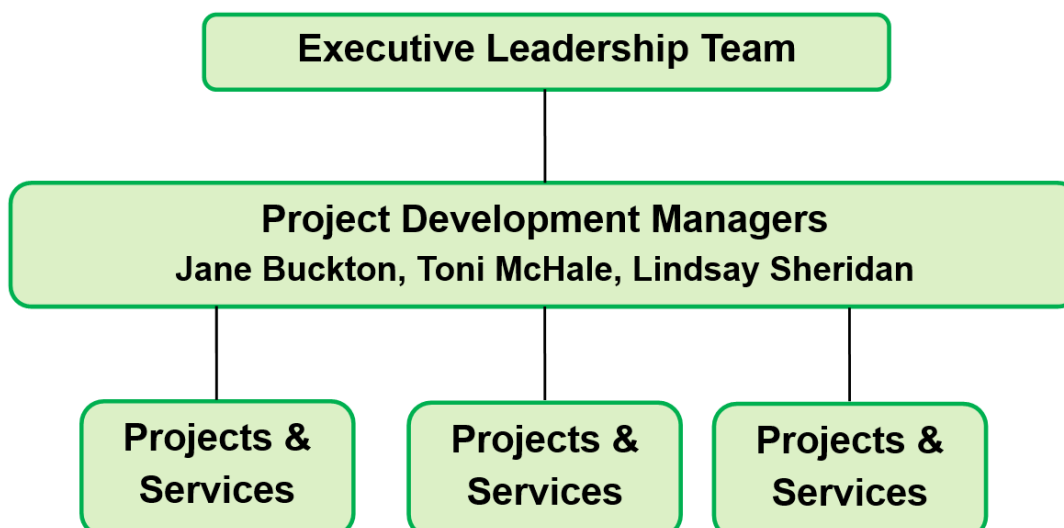 Executive Leadership Team
Project Development Managers
Jane Buckton, Toni McHale, Lindsay Sheridan
Projects &
Services
Projects &
Services
Projects &
Services